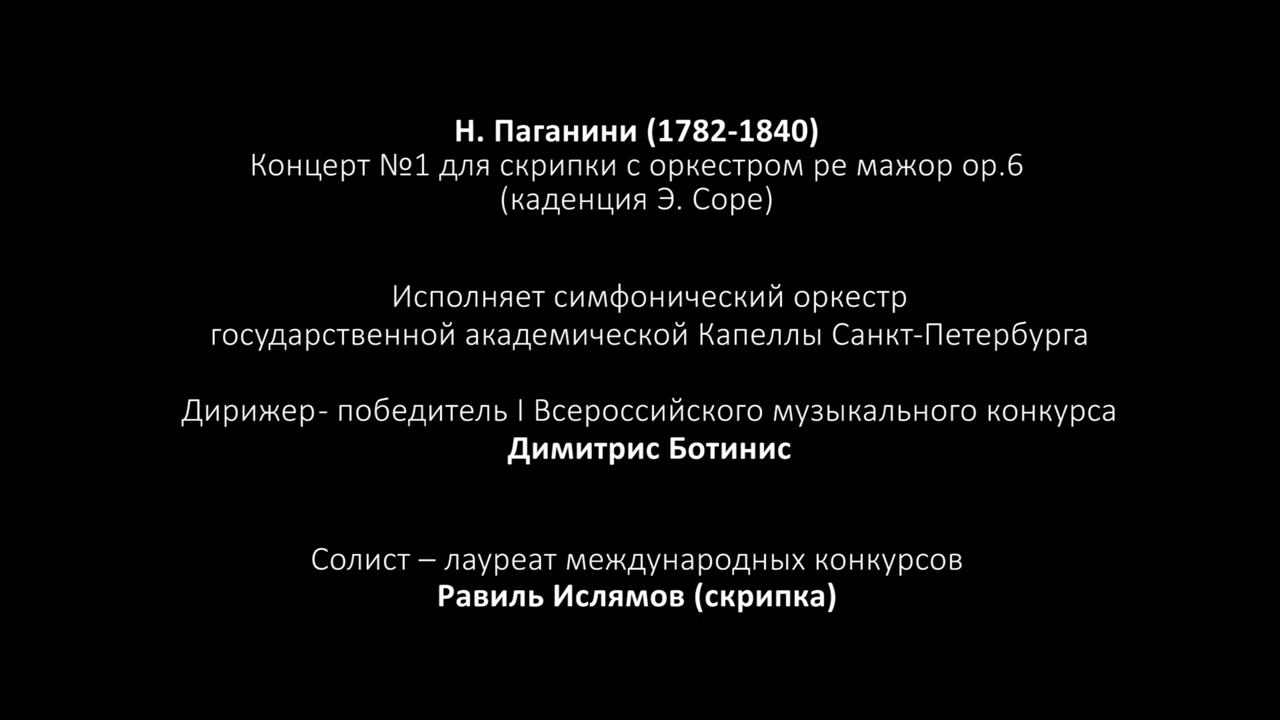 Н. Паганини (1782-1840)
Концерт №1 для скрипки с оркестром ре мажор ор.6
(каденция Э. Соре)
Исполняет симфонический оркестр
государственной академической Капеллы Санкт-Петербурга
Дирижер- победитель I Всероссийского музыкального конкурса
Димитрис Ботинис
Солист – лауреат международных конкурсов
Равиль Ислямов (скрипка)